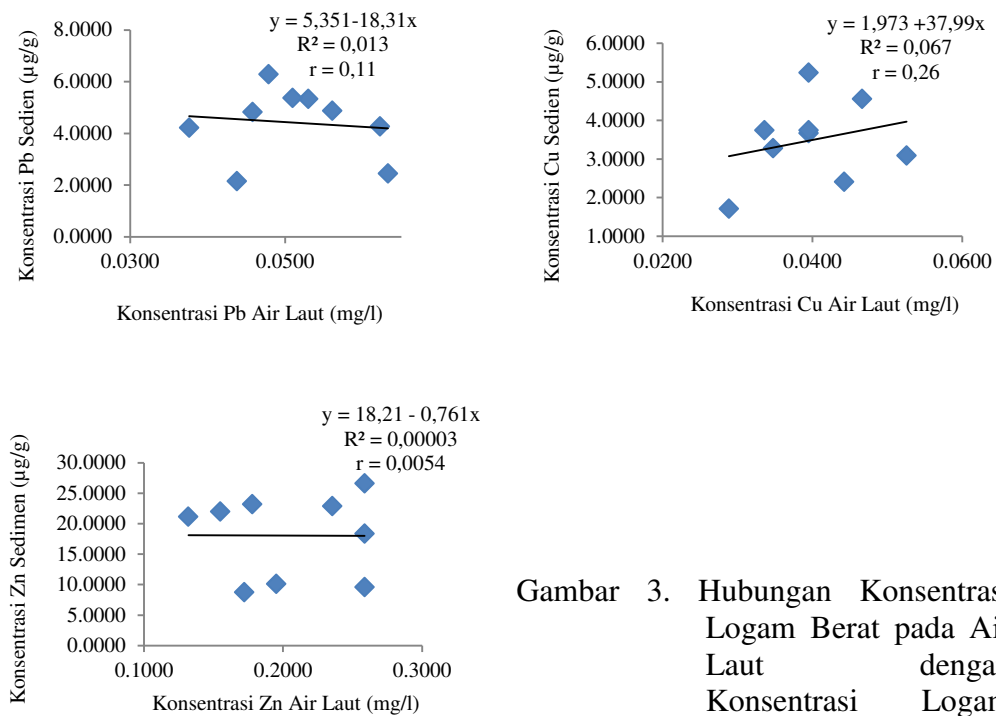 y = 5,351-18,31x
R² = 0,013
r = 0,11
8.0000
6.0000
4.0000
2.0000
0.0000
0.0300
0.0500
Konsentrasi Pb Sedien (µg/g)
Konsentrasi Pb Air Laut (mg/l)
y = 1,973 +37,99x
R² = 0,067
r = 0,26
6.0000
5.0000
4.0000
3.0000
2.0000
1.0000
0.0200
0.0400
0.0600
Konsentrasi Cu Sedien (µg/g)
Konsentrasi Cu Air Laut (mg/l)
y = 18,21 - 0,761x
R² = 0,00003
r = 0,0054
30.0000
25.0000
20.0000
15.0000
10.0000
5.0000
0.0000
0.1000
0.2000
0.3000
Konsentrasi Zn Sedimen (µg/g)
Konsentrasi Zn Air Laut (mg/l)
Gambar 3. Hubungan Konsentras
Logam Berat pada Ai
Laut denga
Konsentrasi Logan